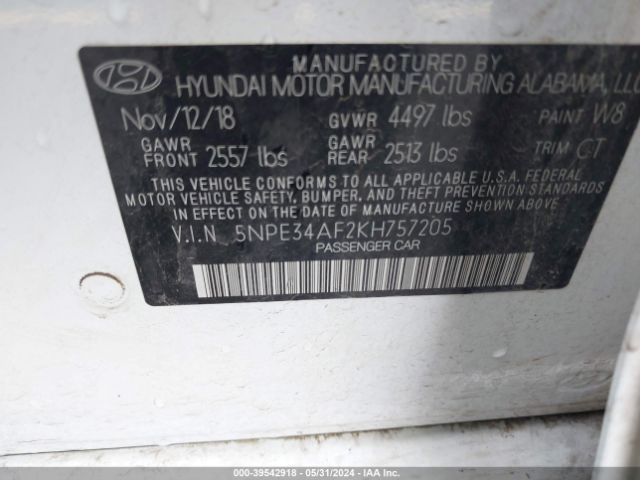 MANUFACTURED BY
HYUNDAI MOTOR MANUFACTURING ALABAMA, LLC
Nov/12/18 GVWR 4497 lbs PAINT W8
GAWR FRONT 2557 lbs GAWR REAR 2513 lbs TRIM CT
THIS VEHICLE CONFORMS TO ALL APPLICABLE U.S.A. FEDERAL
MOTOR VEHICLE SAFETY, BUMPER, AND THEFT PREVENTION STANDARDS
IN EFFECT ON THE DATE OF MANUFACTURE SHOWN ABOVE.
V.I.N 5NPE34AF2KH757205
PASSENGER CAR
000-39542918 - 05/31/2024 - IAA Inc.